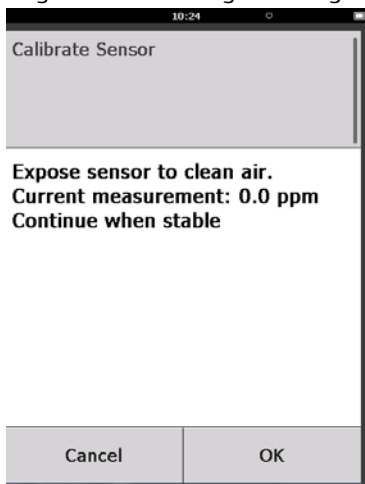 10:24
Calibrate Sensor
Expose sensor to clean air.
Current measurement: 0.0 ppm
Continue when stable
Cancel OK